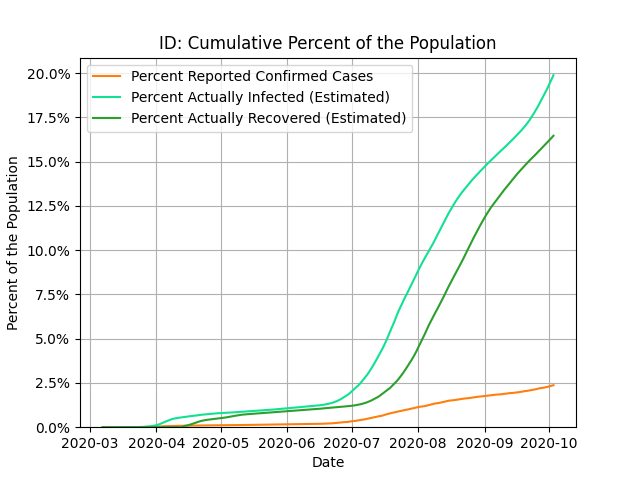 ID: Cumulative Percent of the Population
Percent Reported Confirmed Cases
Percent Actually Infected (Estimated)
Percent Actually Recovered (Estimated)
Percent of the Population
20.0%
17.5%
15.0%
12.5%
10.0%
7.5%
5.0%
2.5%
0.0%
2020-03 2020-04 2020-05 2020-06 2020-07 2020-08 2020-09 2020-10
Date